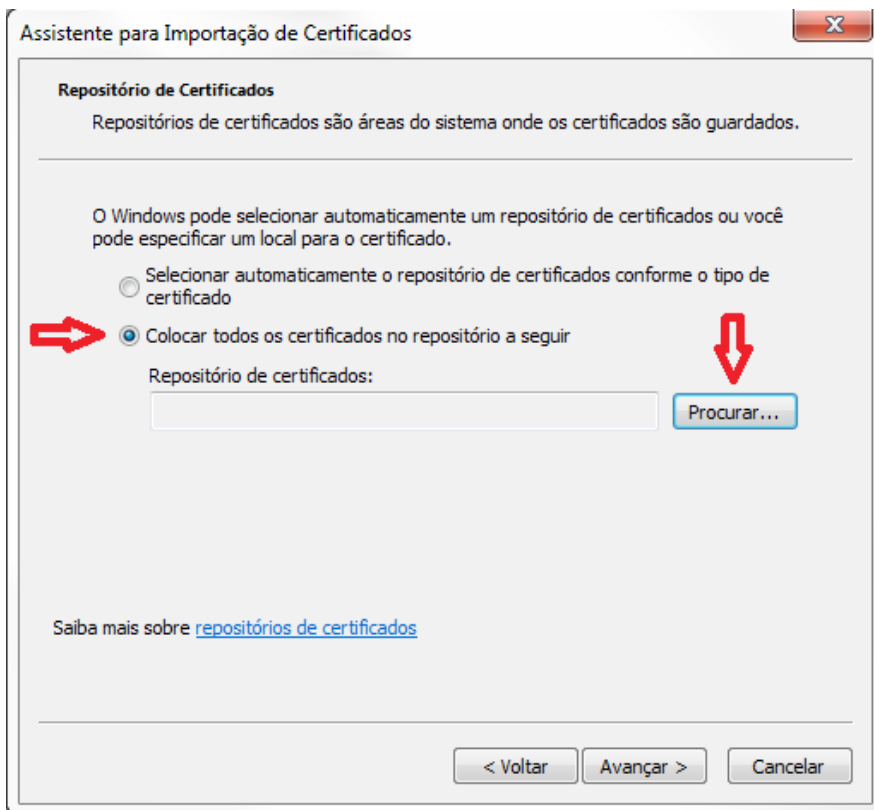 Assistente para Importação de Certificados
Repositório de Certificados
Repositórios de certificados são áreas do sistema onde os certificados são guardados.
O Windows pode selecionar automaticamente um repositório de certificados ou você
pode especificar um local para o certificado.
Selecionar automaticamente o repositório de certificados conforme o tipo de
certificado
Colocar todos os certificados no repositório a seguir
Repositório de certificados:
Procurar...
Saiba mais sobre repositórios de certificados
< Voltar
Avançar >
Cancelar